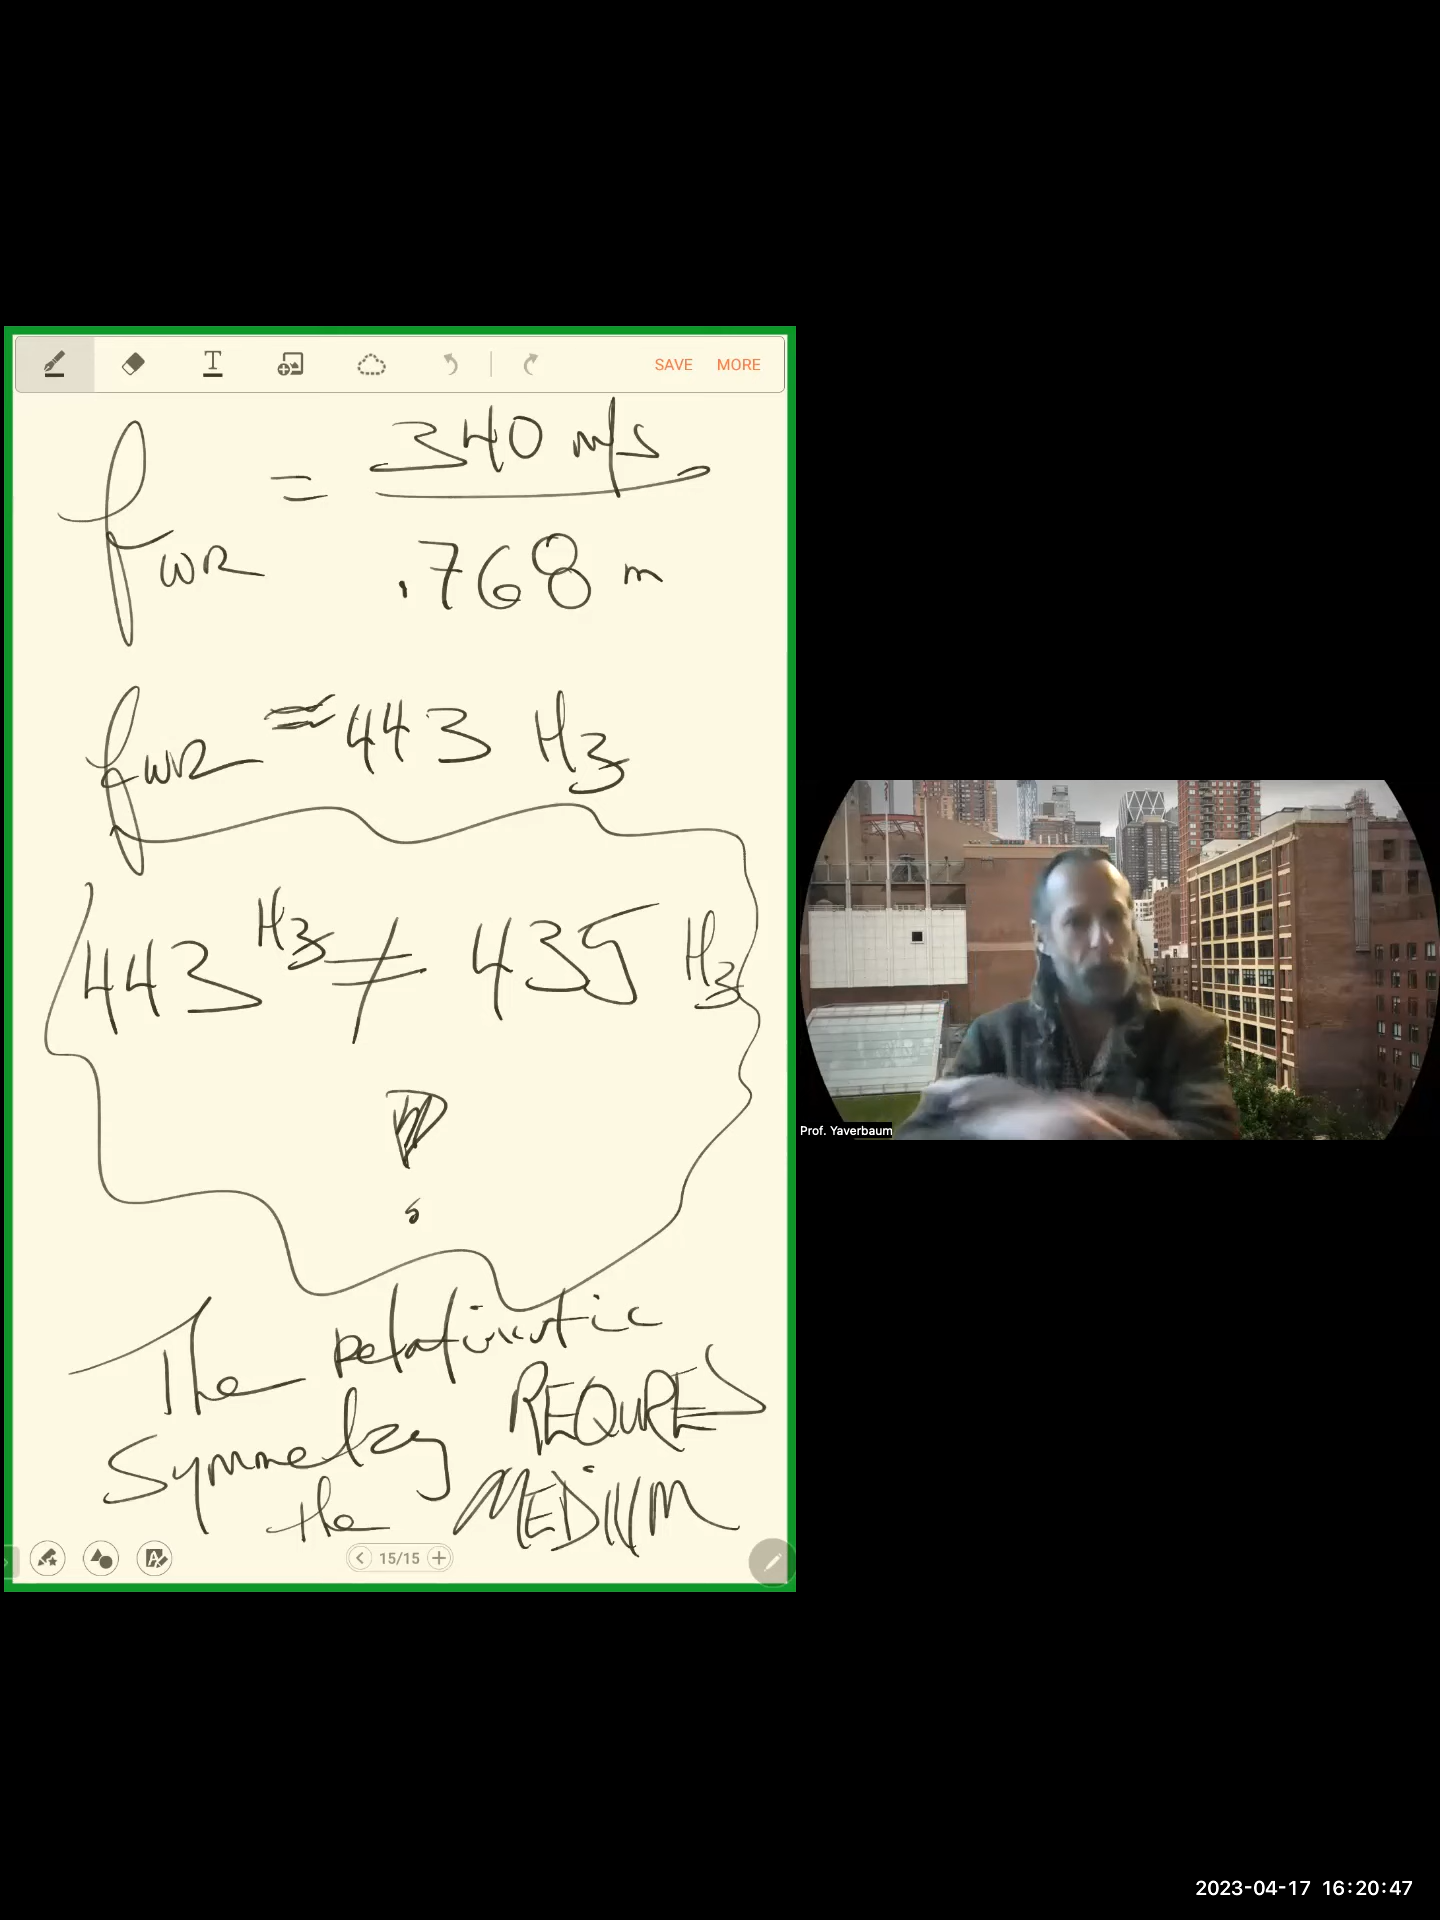 SAVE MORE
f_WR = 340 m/s / .768 m
f_WR ≈ 443 Hz
443 Hz ≠ 435 Hz
!
The relativistic
symmetry REQURES
the MEDIUM
15/15
Prof. Yaverbaum
2023-04-17 16:20:47